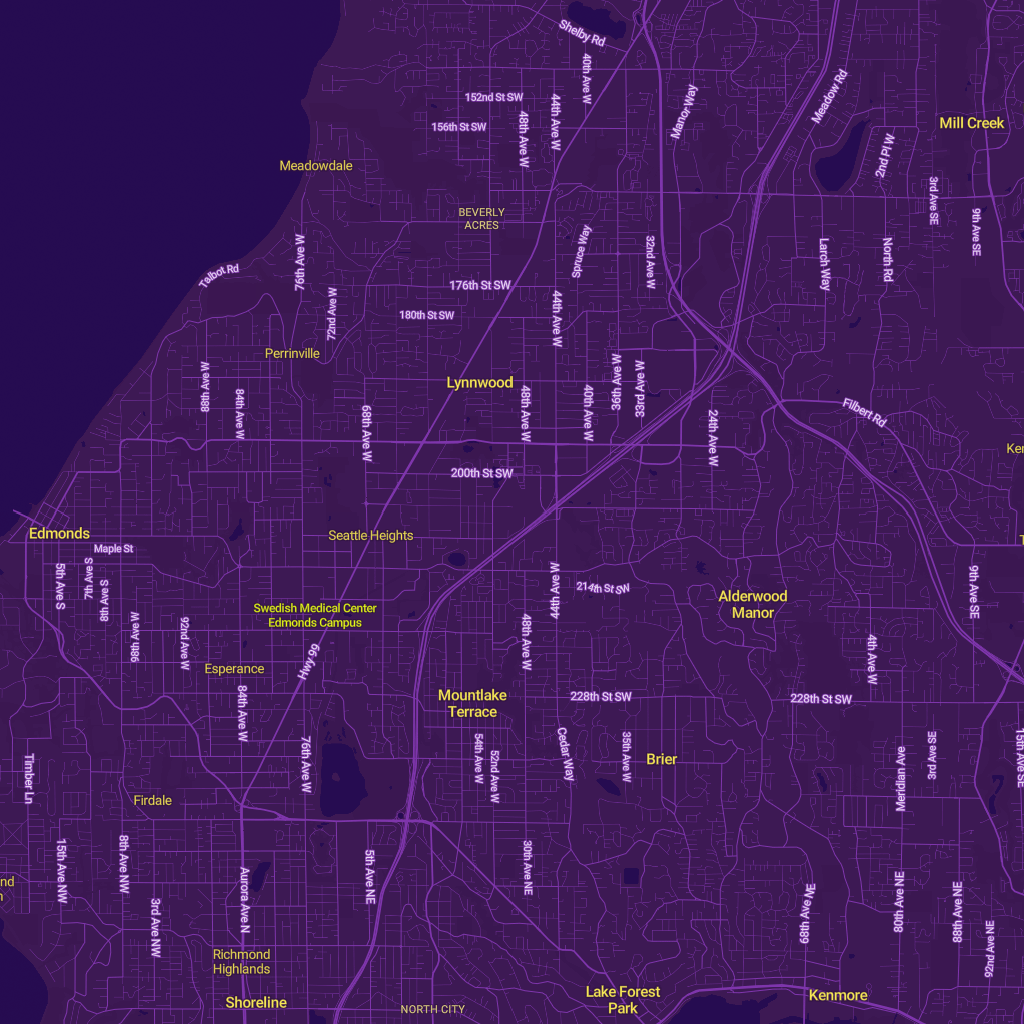 Shelby Rd
40th Ave W
Manor Way
Meadow Rd
152nd St SW
44th Ave W
48th Ave W
156th St SW
Mill Creek
2nd Pl W
Meadowdale
3rd Ave SE
9th Ave SE
BEVERLY
ACRES
76th Ave W
Spruce Way
32nd Ave W
Larch Way
North Rd
Talbot Rd
176th St SW
72nd Ave W
180th St SW
44th Ave W
Perrinville
Lynnwood
88th Ave W
84th Ave W
36th Ave W
33rd Ave W
48th Ave W
40th Ave W
68th Ave W
24th Ave W
Filbert Rd
Ker
200th St SW
Edmonds
Maple St
Seattle Heights
5th Ave S
7th Ave S
8th Ave S
44th Ave W
214th St SW
Alderwood
Manor
9th Ave SE
Swedish Medical Center
Edmonds Campus
98th Ave W
92nd Ave W
48th Ave W
4th Ave W
Esperance
Hwy 99
84th Ave W
Mountlake
Terrace
228th St SW
228th St SW
Timber Ln
76th Ave W
54th Ave W
52nd Ave W
Cedar Way
35th Ave W
Brier
Meridian Ave
3rd Ave SE
15th Ave SE
Firdale
15th Ave NW
8th Ave NW
Aurora Ave N
5th Ave NE
30th Ave NE
nd
n
3rd Ave NW
68th Ave NE
80th Ave NE
88th Ave NE
92nd Ave NE
Richmond
Highlands
Shoreline
NORTH CITY
Lake Forest
Park
Kenmore